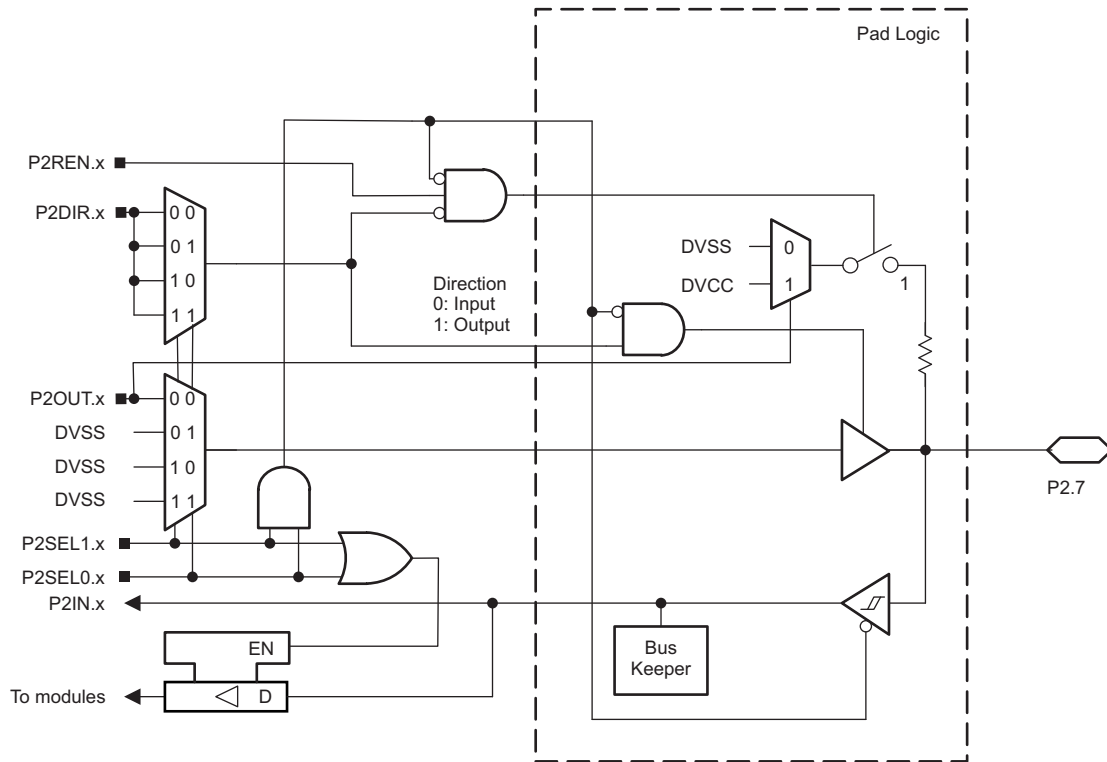 Pad Logic
P2REN.x
P2DIR.x
0 0
0 1
1 0
1 1
Direction
0: Input
1: Output
DVSS
0
DVCC
1
1
P2OUT.x
0 0
DVSS
0 1
DVSS
1 0
DVSS
1 1
P2.7
P2SEL1.x
P2SEL0.x
P2IN.x
Bus
Keeper
EN
To modules
D